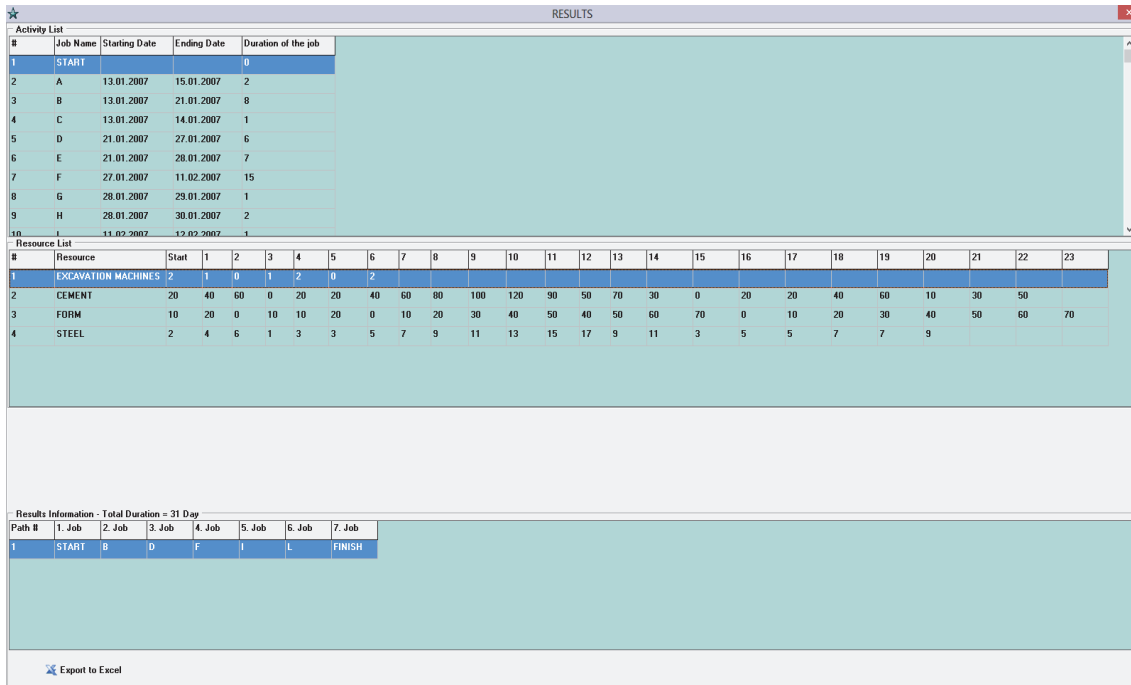 RESULTS
Activity List
# Job Name Starting Date Ending Date Duration of the job
1 START 0
2 A 13.01.2007 15.01.2007 2
3 B 13.01.2007 21.01.2007 8
4 C 13.01.2007 14.01.2007 1
5 D 21.01.2007 27.01.2007 6
6 E 21.01.2007 28.01.2007 7
7 F 27.01.2007 11.02.2007 15
8 G 28.01.2007 29.01.2007 1
9 H 28.01.2007 30.01.2007 2
10 I 11.02.2007 12.02.2007 1
Resource List
# Resource Start 1 2 3 4 5 6 7 8 9 10 11 12 13 14 15 16 17 18 19 20 21 22 23
1 EXCAVATION MACHINES 2 1 0 1 2 0 2
2 CEMENT 20 40 60 0 20 20 40 60 80 100 120 90 50 70 30 0 20 20 40 60 10 30 50
3 FORM 10 20 0 10 10 20 0 10 20 30 40 50 40 50 60 70 0 10 20 30 40 50 60 70
4 STEEL 2 4 6 1 3 3 5 7 9 11 13 15 17 9 11 3 5 5 7 7 9
Results Information - Total Duration = 31 Day
Path # 1. Job 2. Job 3. Job 4. Job 5. Job 6. Job 7. Job
1 START B D F I L FINISH
Export to Excel